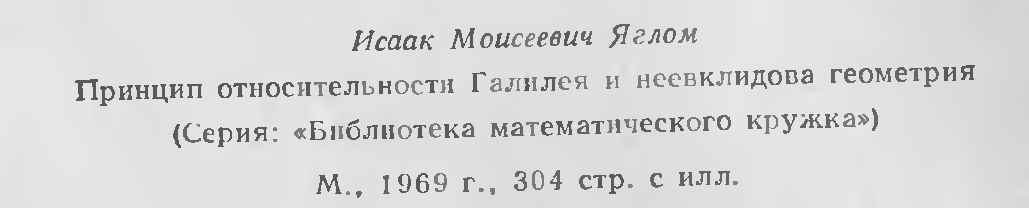 Исаак Моисеевич Яглом
Принцип относительности Галилея и неевклидова геометрия
(Серия: «Библиотека математического кружка»)
М., 1969 г., 304 стр. с илл.